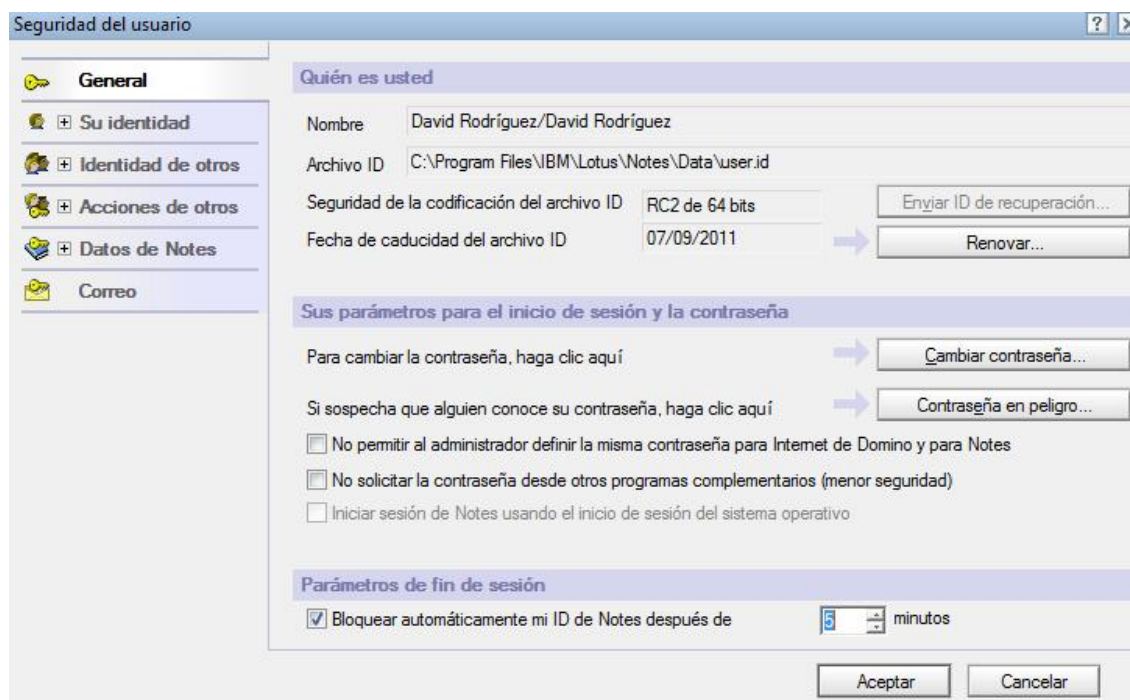 Seguridad del usuario
General
Su identidad
Identidad de otros
Acciones de otros
Datos de Notes
Correo
Quién es usted
Nombre David Rodríguez/David Rodríguez
Archivo ID C:\Program Files\IBM\Lotus\Notes\Data\user.id
Seguridad de la codificación del archivo ID RC2 de 64 bits Enviar ID de recuperación...
Fecha de caducidad del archivo ID 07/09/2011 Renovar...
Sus parámetros para el inicio de sesión y la contraseña
Para cambiar la contraseña, haga clic aquí Cambiar contraseña...
Si sospecha que alguien conoce su contraseña, haga clic aquí Contraseña en peligro...
No permitir al administrador definir la misma contraseña para Internet de Domino y para Notes
No solicitar la contraseña desde otros programas complementarios (menor seguridad)
Iniciar sesión de Notes usando el inicio de sesión del sistema operativo
Parámetros de fin de sesión
Bloquear automáticamente mi ID de Notes después de 5 minutos
Aceptar Cancelar